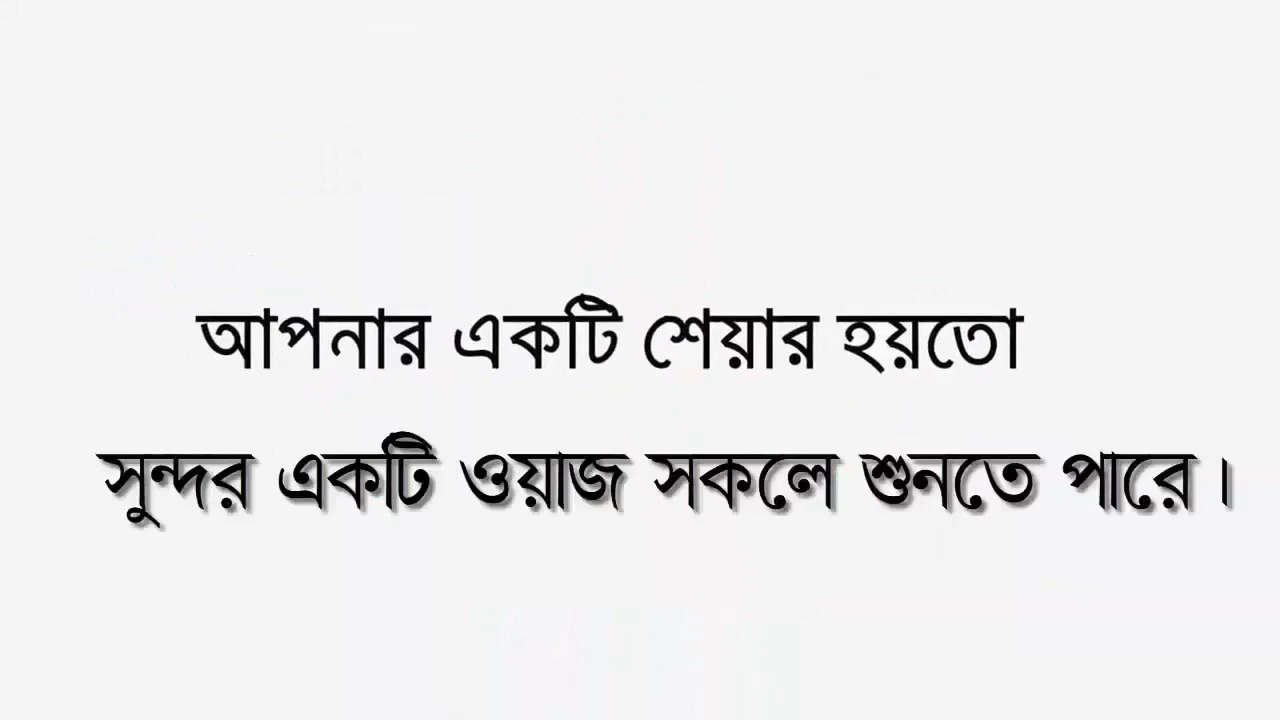 আপনার একটি শেয়ার হয়তো
সুন্দর একটি ওয়াজ সকলে শুনতে পারে।